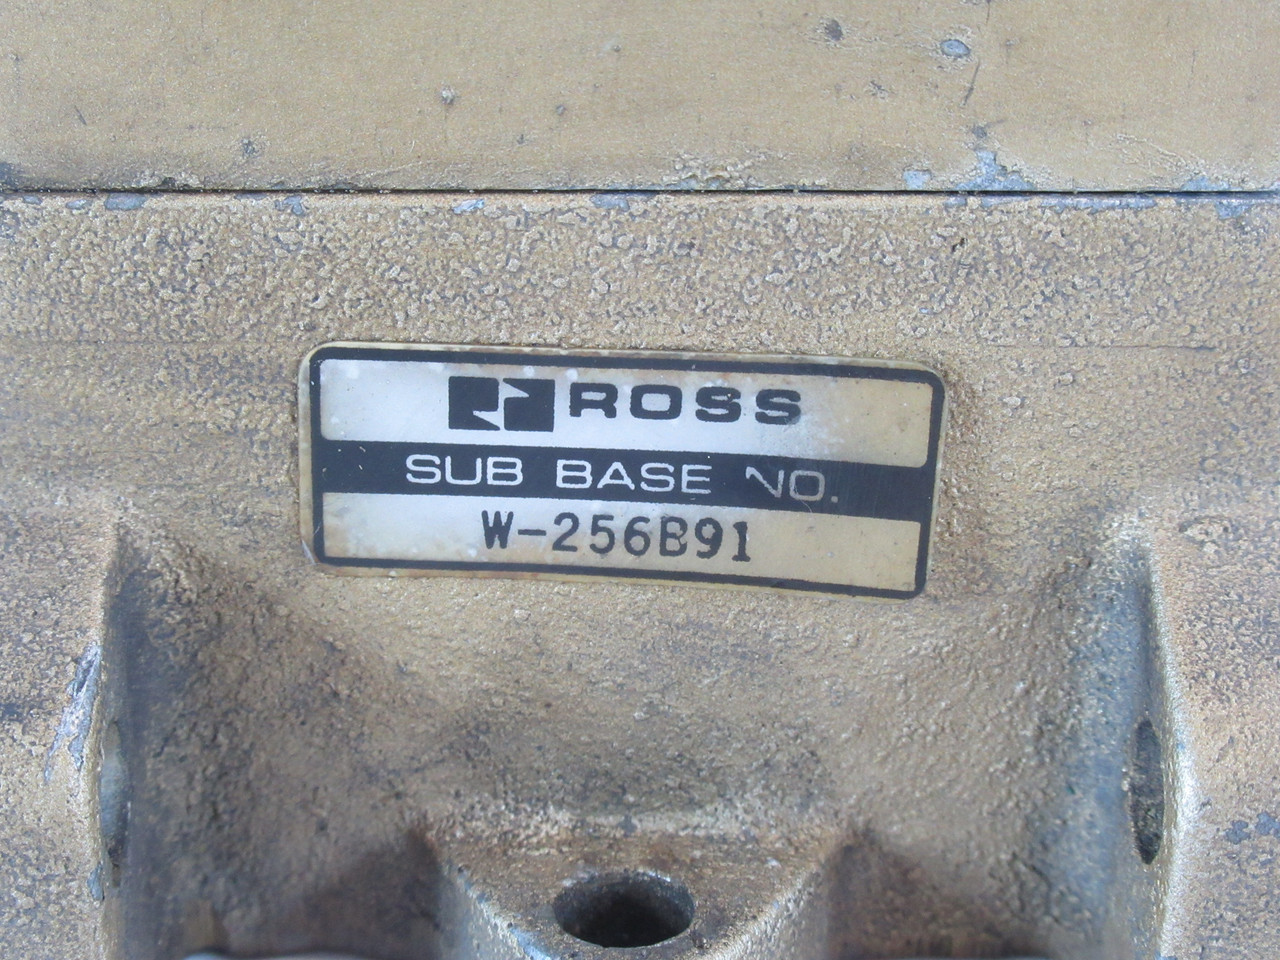 ROSS
SUB BASE NO.
W-256B91